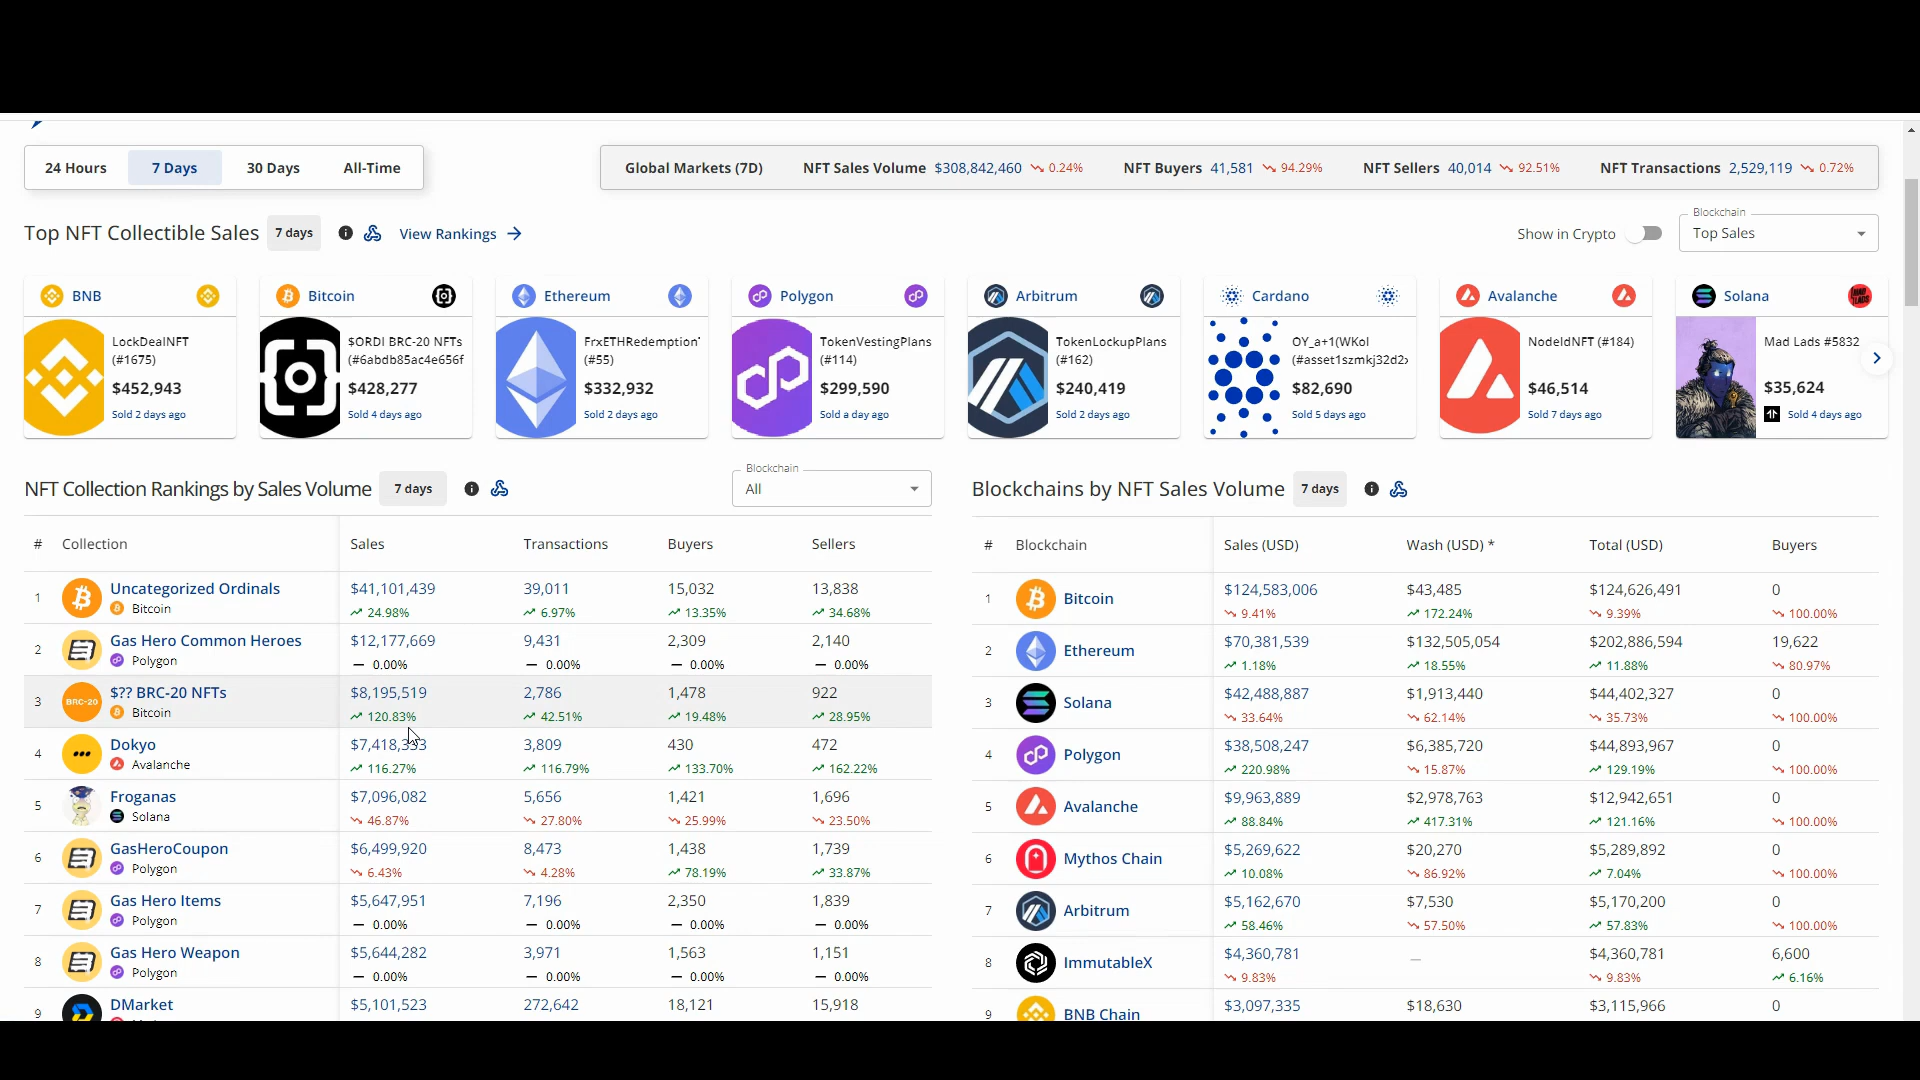 24 Hours 7 Days 30 Days All-Time
Global Markets (7D) NFT Sales Volume $308,842,460 0.24% NFT Buyers 41,581 94.29% NFT Sellers 40,014 92.51% NFT Transactions 2,529,119 0.72%
Top NFT Collectible Sales 7 days View Rankings
Show in Crypto Blockchain Top Sales
BNB
LockDealNFT
(#1675)
$452,943
Sold 2 days ago
Bitcoin
$ORDI BRC-20 NFTs
(#6abdb85ac4e656f
$428,277
Sold 4 days ago
Ethereum
FrxETHRedemption
(#55)
$332,932
Sold 2 days ago
Polygon
TokenVestingPlans
(#114)
$299,590
Sold a day ago
Arbitrum
TokenLockupPlans
(#162)
$240,419
Sold 2 days ago
Cardano
OY_a+1(WKoI
(#asset1szmkj32d2
$82,690
Sold 5 days ago
Avalanche
NodeIdNFT (#184)
$46,514
Sold 7 days ago
Solana
MAD LADS
Mad Lads #5832
$35,624
Sold 4 days ago
NFT Collection Rankings by Sales Volume 7 days
Blockchain
All
# Collection Sales Transactions Buyers Sellers
1 Uncategorized Ordinals $41,101,439 39,011 15,032 13,838
Bitcoin 24.98% 6.97% 13.35% 34.68%
2 Gas Hero Common Heroes $12,177,669 9,431 2,309 2,140
Polygon — 0.00% — 0.00% — 0.00% — 0.00%
3 BRC-20 $?? BRC-20 NFTs $8,195,519 2,786 1,478 922
Bitcoin 120.83% 42.51% 19.48% 28.95%
4 Dokyo $7,418,333 3,809 430 472
Avalanche 116.27% 116.79% 133.70% 162.22%
5 Froganas $7,096,082 5,656 1,421 1,696
Solana 46.87% 27.80% 25.99% 23.50%
6 GasHeroCoupon $6,499,920 8,473 1,438 1,739
Polygon 6.43% 4.28% 78.19% 33.87%
7 Gas Hero Items $5,647,951 7,196 2,350 1,839
Polygon — 0.00% — 0.00% — 0.00% — 0.00%
8 Gas Hero Weapon $5,644,282 3,971 1,563 1,151
Polygon — 0.00% — 0.00% — 0.00% — 0.00%
9 DMarket $5,101,523 272,642 18,121 15,918
Blockchains by NFT Sales Volume 7 days
# Blockchain Sales (USD) Wash (USD) * Total (USD) Buyers
1 Bitcoin $124,583,006 $43,485 $124,626,491 0
9.41% 172.24% 9.39% 100.00%
2 Ethereum $70,381,539 $132,505,054 $202,886,594 19,622
1.18% 18.55% 11.88% 80.97%
3 Solana $42,488,887 $1,913,440 $44,402,327 0
33.64% 62.14% 35.73% 100.00%
4 Polygon $38,508,247 $6,385,720 $44,893,967 0
220.98% 15.87% 129.19% 100.00%
5 Avalanche $9,963,889 $2,978,763 $12,942,651 0
88.84% 417.31% 121.16% 100.00%
6 Mythos Chain $5,269,622 $20,270 $5,289,892 0
10.08% 86.92% 7.04% 100.00%
7 Arbitrum $5,162,670 $7,530 $5,170,200 0
58.46% 57.50% 57.83% 100.00%
8 ImmutableX $4,360,781 — $4,360,781 6,600
9.83% 9.83% 6.16%
9 BNB Chain $3,097,335 $18,630 $3,115,966 0